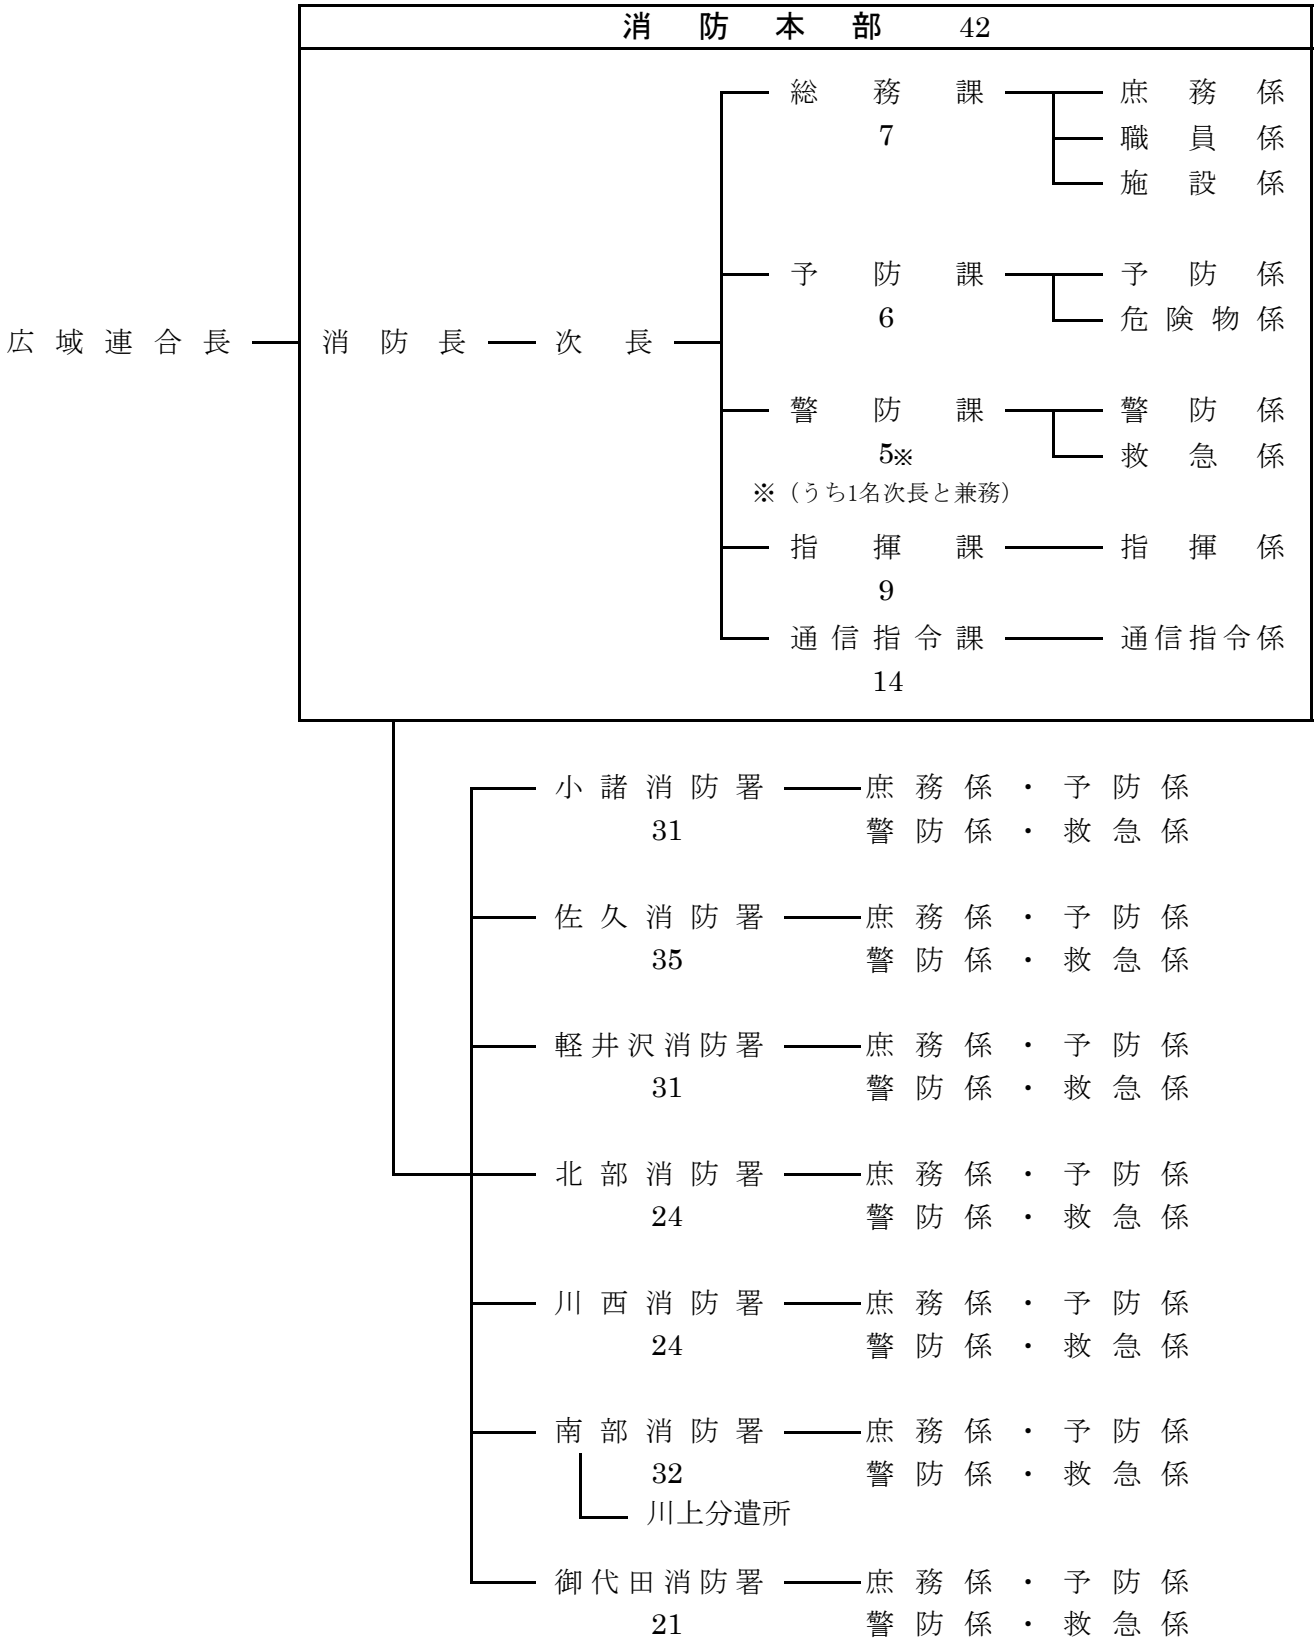 消防本部 42
総務課 庶務係
7 職員係
施設係
予防課 予防係
6 危険物係
広域連合長 消防長 次長
警防課 警防係
5※ 救急係
※（うち1名次長と兼務）
指揮課 指揮係
9
通信指令課 通信指令係
14
小諸消防署 庶務係・予防係
31 警防係・救急係
佐久消防署 庶務係・予防係
35 警防係・救急係
軽井沢消防署 庶務係・予防係
31 警防係・救急係
北部消防署 庶務係・予防係
24 警防係・救急係
川西消防署 庶務係・予防係
24 警防係・救急係
南部消防署 庶務係・予防係
32 警防係・救急係
川上分遣所
御代田消防署 庶務係・予防係
21 警防係・救急係